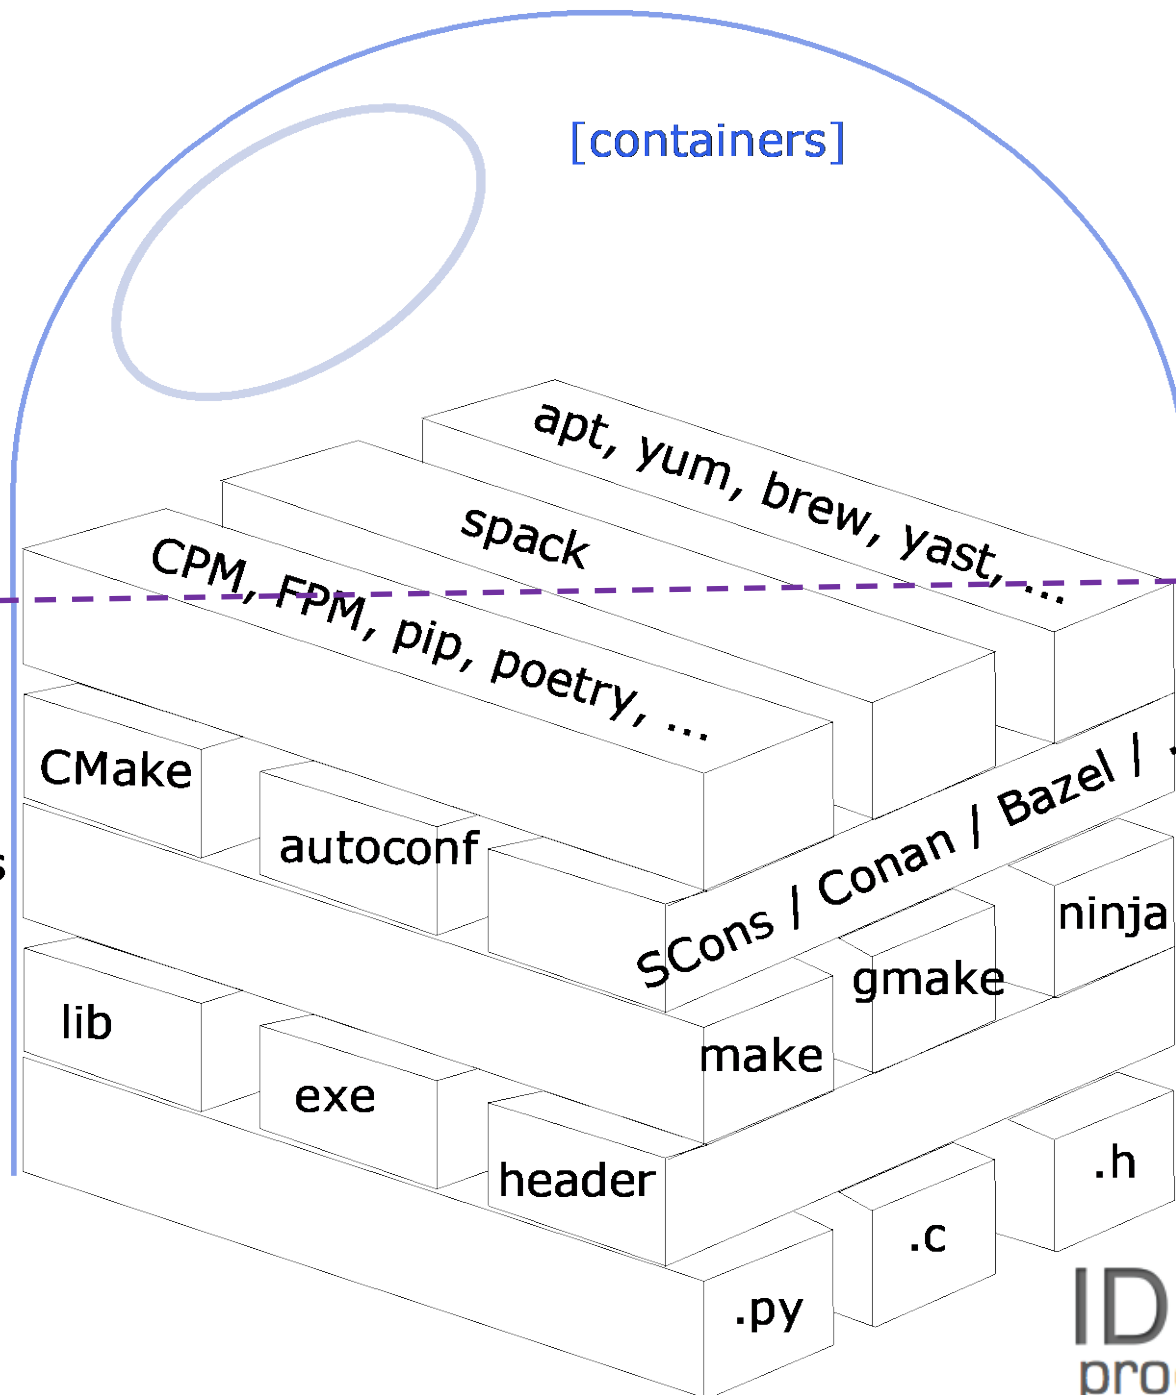 [containers]
apt, yum, brew, yast, ...
spack
CPM, FPM, pip, poetry, ...
CMake
autoconf
SCons / Conan / Bazel / .
s
ninja
gmake
make
lib
exe
header
.h
.c
.py
ID
pro